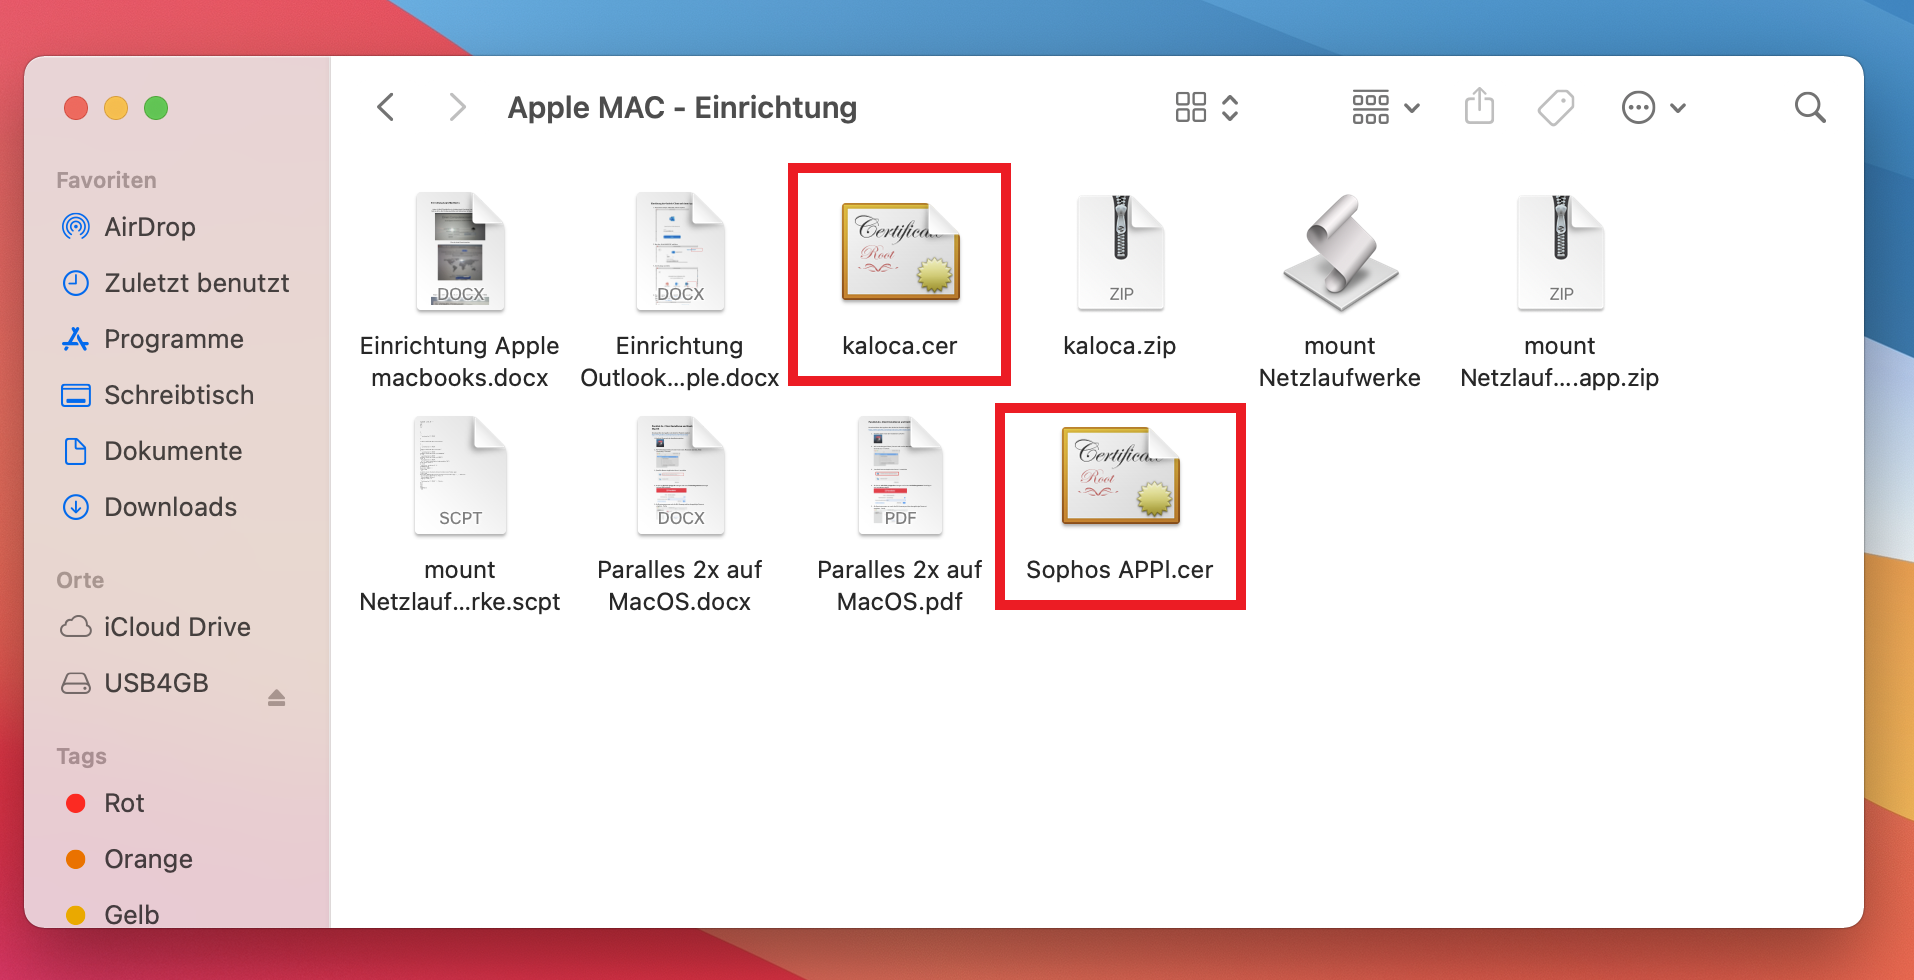 Apple MAC - Einrichtung
Favoriten
AirDrop
Zuletzt benutzt
Programme
Schreibtisch
Dokumente
Downloads
Orte
iCloud Drive
USB4GB
Tags
Rot
Orange
Gelb
DOCX
Einrichtung Apple
macbooks.docx
DOCX
Einrichtung
Outlook...ple.docx
Certificate
Root
kaloca.cer
ZIP
kaloca.zip
mount
Netzlaufwerke
ZIP
mount
Netzlauf....app.zip
SCPT
mount
Netzlauf...rke.scpt
DOCX
Paralles 2x auf
MacOS.docx
PDF
Paralles 2x auf
MacOS.pdf
Certificate
Root
Sophos APPl.cer